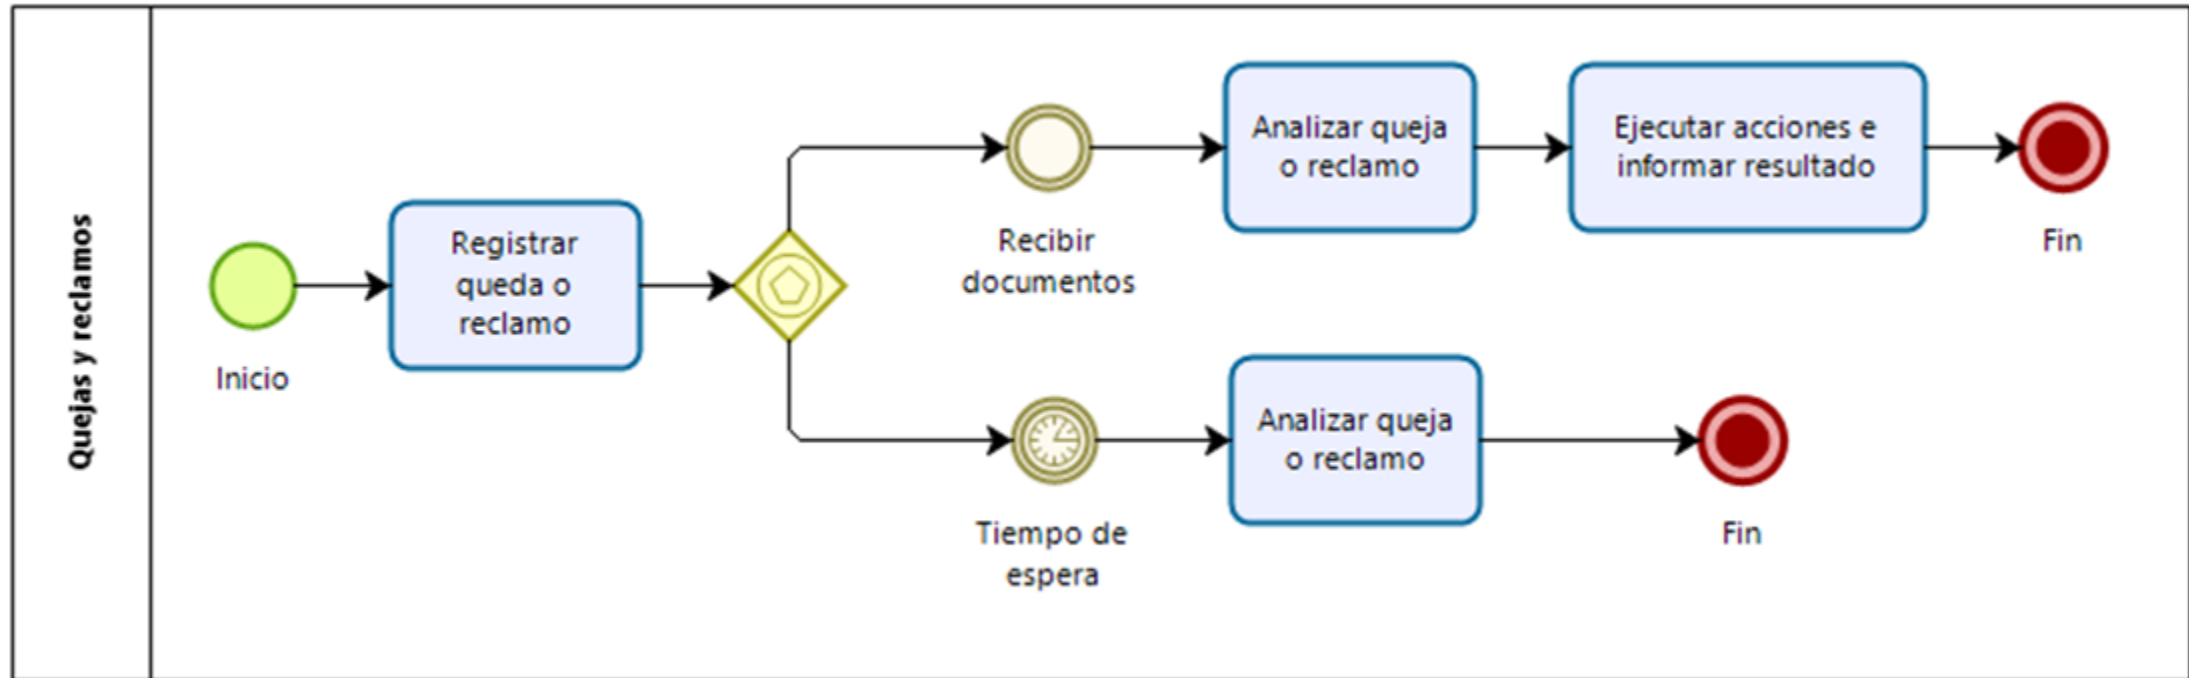 Quejas y reclamos
Inicio
Registrar
queda o
reclamo
Recibir
documentos
Analizar queja
o reclamo
Ejecutar acciones e
informar resultado
Fin
Tiempo de
espera
Analizar queja
o reclamo
Fin